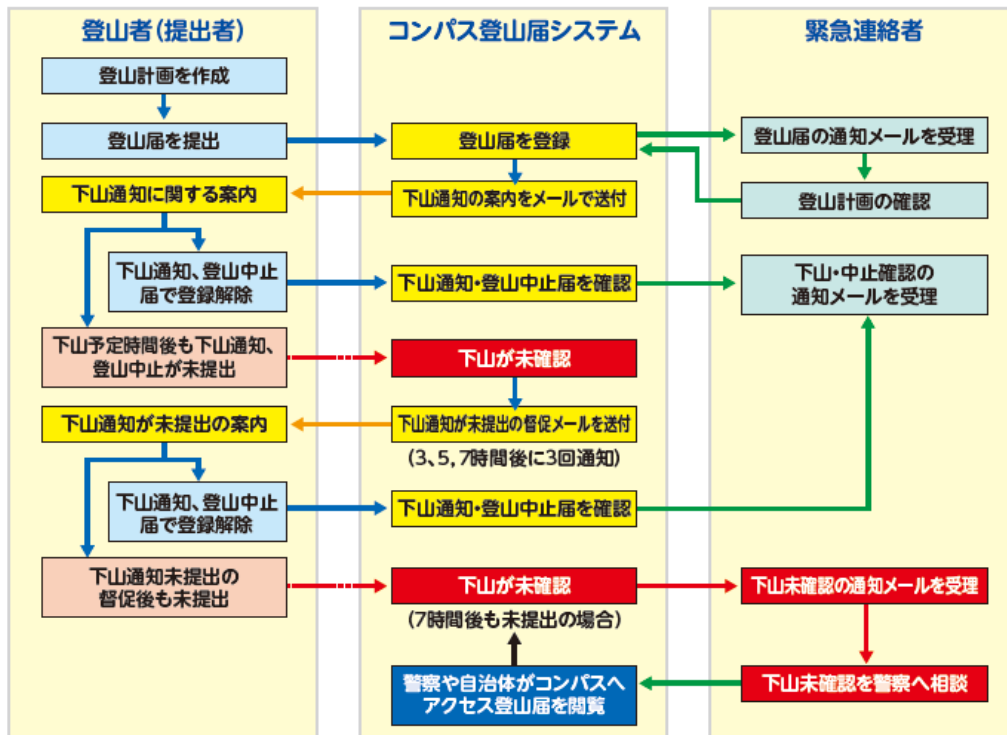 登山者(提出者)
コンパス登山届システム
緊急連絡者
登山計画を作成
登山届を提出
登山届を登録
登山届の通知メールを受理
下山通知に関する案内
下山通知の案内をメールで送付
登山計画の確認
下山通知、登山中止
届で登録解除
下山通知・登山中止届を確認
下山・中止確認の
通知メールを受理
下山予定時間後も下山通知、
登山中止が未提出
下山が未確認
下山通知が未提出の案内
下山通知が未提出の督促メールを送付
(3、5,7時間後に3回通知)
下山通知、登山中止
届で登録解除
下山通知・登山中止届を確認
下山通知未提出の
督促後も未提出
下山が未確認
(7時間後も未提出の場合)
下山未確認の通知メールを受理
警察や自治体がコンパスへ
アクセス登山届を閲覧
下山未確認を警察へ相談